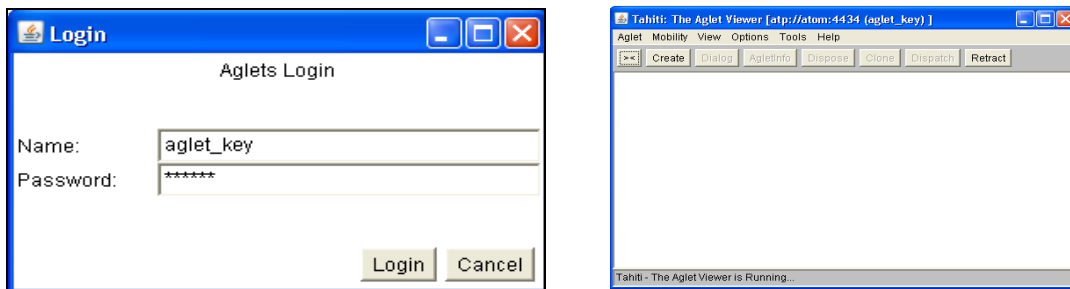 Login
Aglets Login
Name: aglet_key
Password: ******
Login Cancel
Tahiti: The Aglet Viewer [atp://atom:4434 (aglet_key) ]
Aglet Mobility View Options Tools Help
>< Create Dialog AgletInfo Dispose Clone Dispatch Retract
Tahiti - The Aglet Viewer is Running...